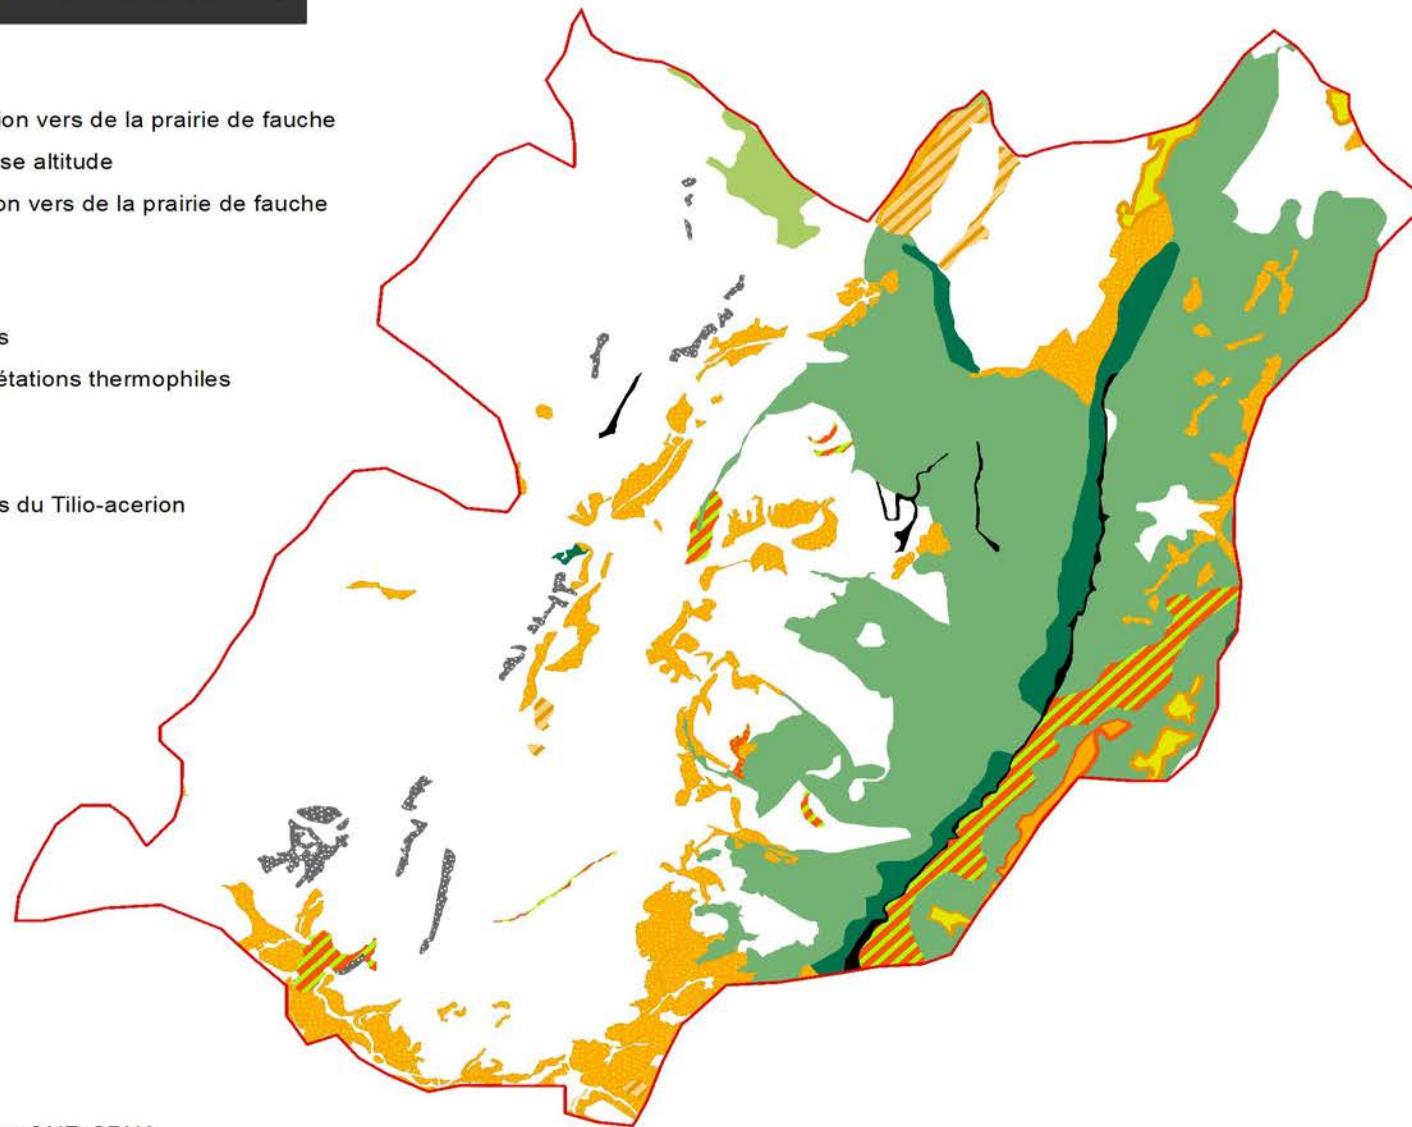 ion vers de la prairie de fauche
se altitude
on vers de la prairie de fauche
s
étations thermophiles
s du Tilio-acerion